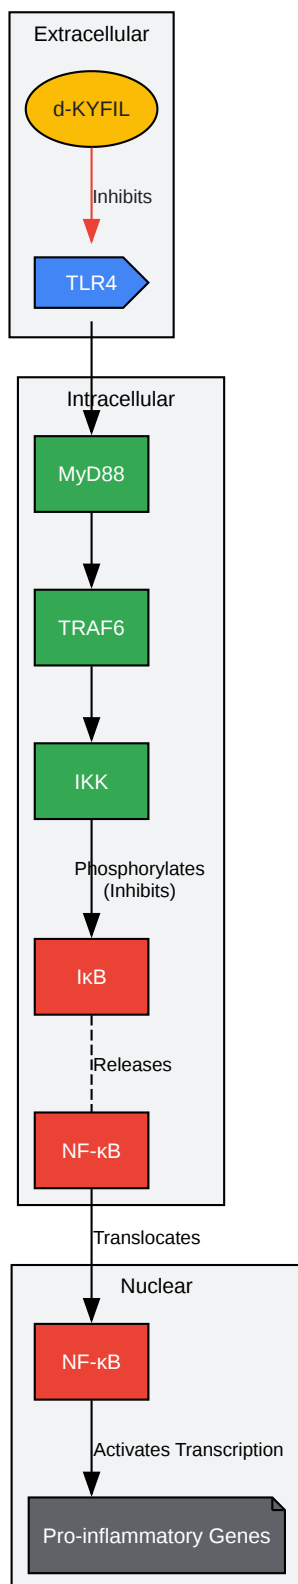 Extracellular
d-KYFIL
Inhibits
TLR4
Intracellular
MyD88
TRAF6
IKK
Phosphorylates
(Inhibits)
IκB
Releases
NF-κB
Translocates
Nuclear
NF-κB
Activates Transcription
Pro-inflammatory Genes